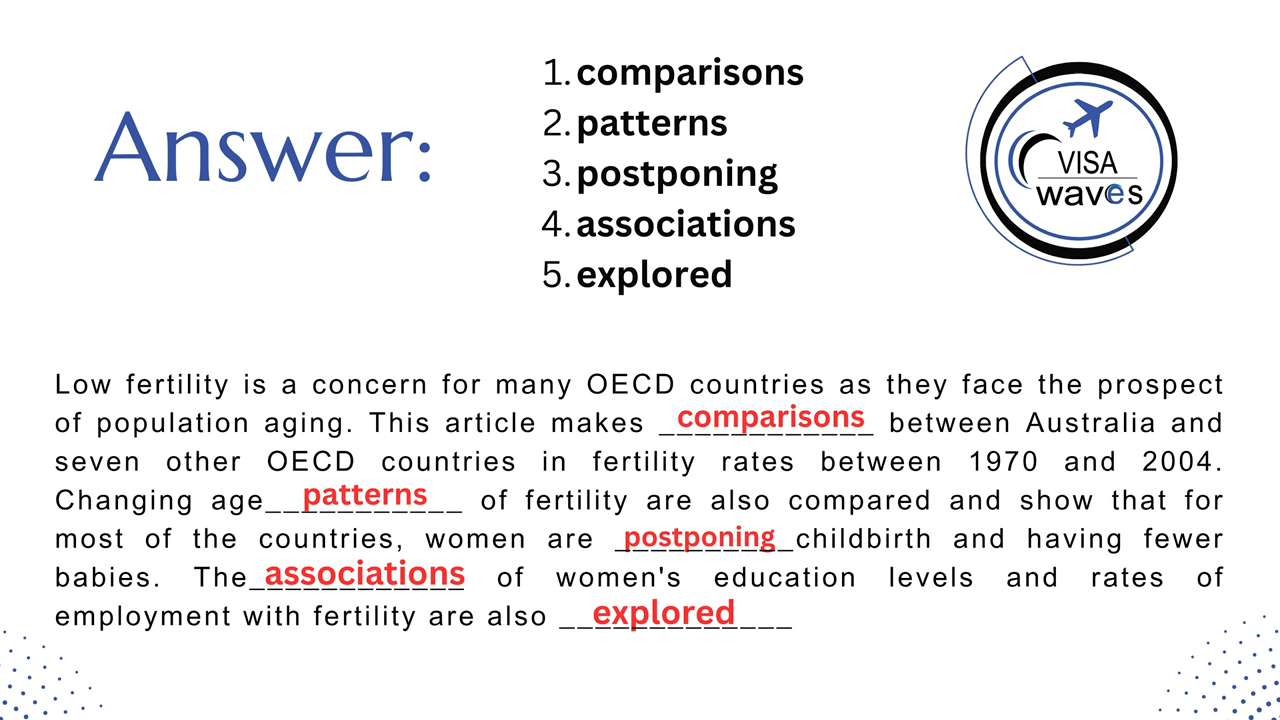 Answer:
1. comparisons
2. patterns
3. postponing
4. associations
5. explored
VISA
waves
Low fertility is a concern for many OECD countries as they face the prospect
of population aging. This article makes comparisons between Australia and
seven other OECD countries in fertility rates between 1970 and 2004.
Changing age patterns of fertility are also compared and show that for
most of the countries, women are postponing childbirth and having fewer
babies. The associations of women's education levels and rates of
employment with fertility are also explored